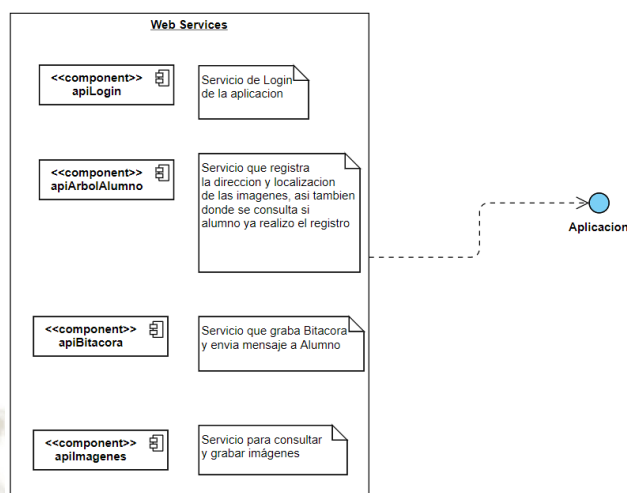 Web Services
<<component>>
apiLogin
Servicio de Login
de la aplicacion
<<component>>
apiArbolAlumno
Servicio que registra
la direccion y localizacion
de las imagenes, asi tambien
donde se consulta si
alumno ya realizo el registro
Aplicacion
<<component>>
apiBitacora
Servicio que graba Bitacora
y envia mensaje a Alumno
<<component>>
apiImagenes
Servicio para consultar
y grabar imágenes